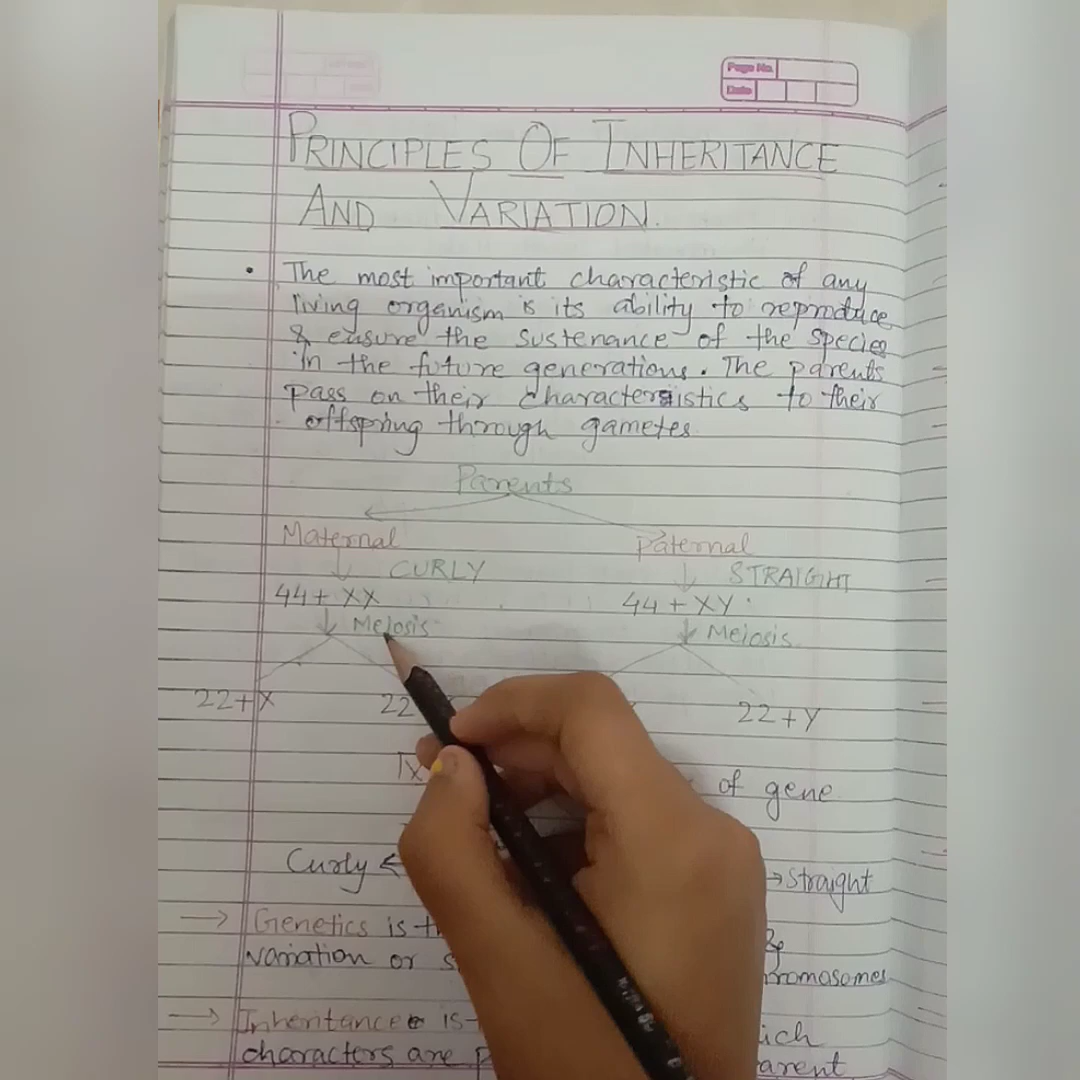 Page No.
Date
PRINCIPLES OF INHERITANCE
AND VARIATION.
• The most important characteristic of any
living organism is its ability to reproduce
& ensure the sustenance of the species
in the future generations. The parents
pass on their characteristics to their
offspring through gametes
Parents
Maternal Paternal
CURLY STRAIGHT
44+ XX 44 + XY
Meiosis Meiosis
22+X 22 22+Y
of gene
Curly ← → Straight
→ Genetics is &
variation or
→ Inheritance is
characters are parent